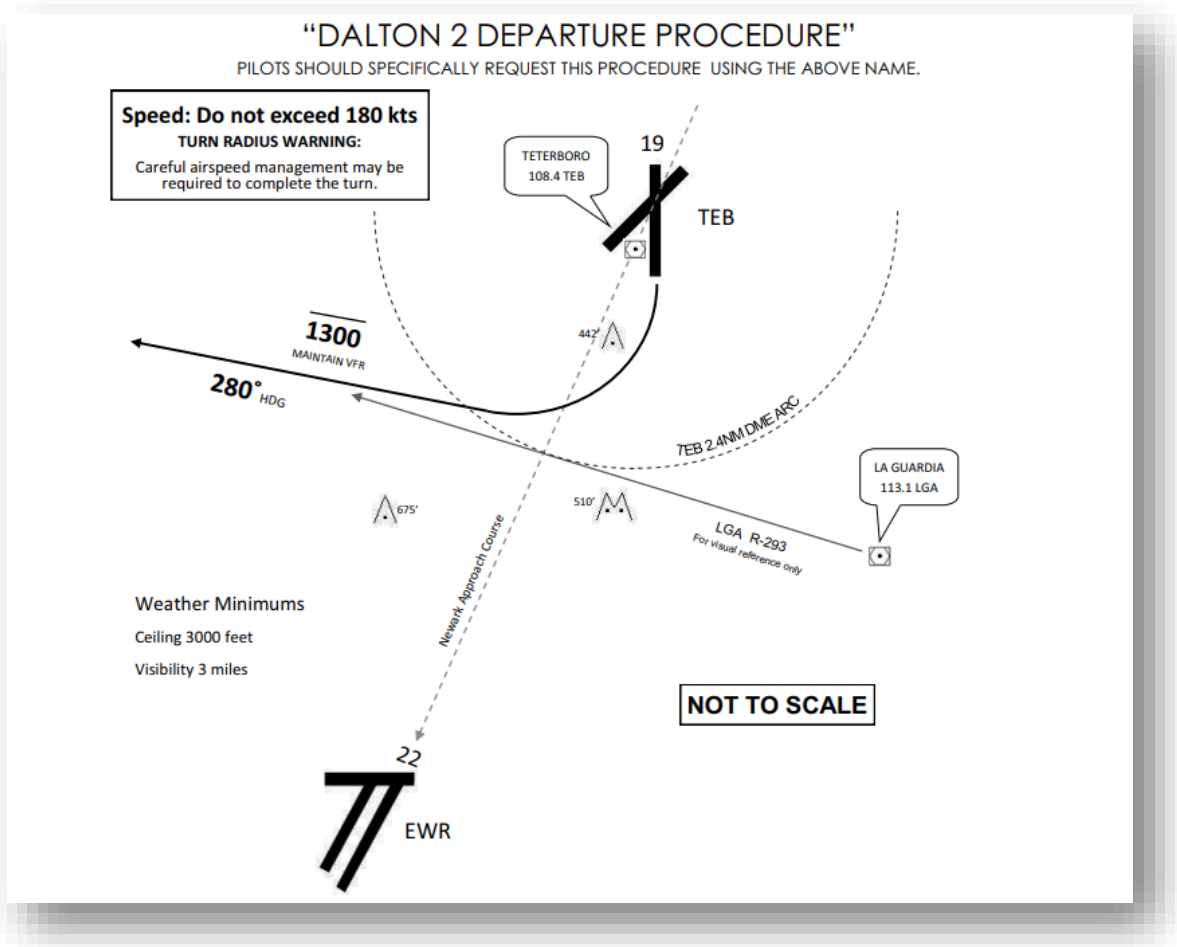 “DALTON 2 DEPARTURE PROCEDURE”
PILOTS SHOULD SPECIFICALLY REQUEST THIS PROCEDURE USING THE ABOVE NAME.
Speed: Do not exceed 180 kts
TURN RADIUS WARNING:
Careful airspeed management may be
required to complete the turn.
19
TETERBORO
108.4 TEB
TEB
442’
1300
MAINTAIN VFR
280° HDG
TEB 2.4NM DME ARC
LA GUARDIA
113.1 LGA
675’
510’
LGA R-293
For visual reference only
Newark Approach Course
Weather Minimums
Ceiling 3000 feet
Visibility 3 miles
NOT TO SCALE
22
EWR